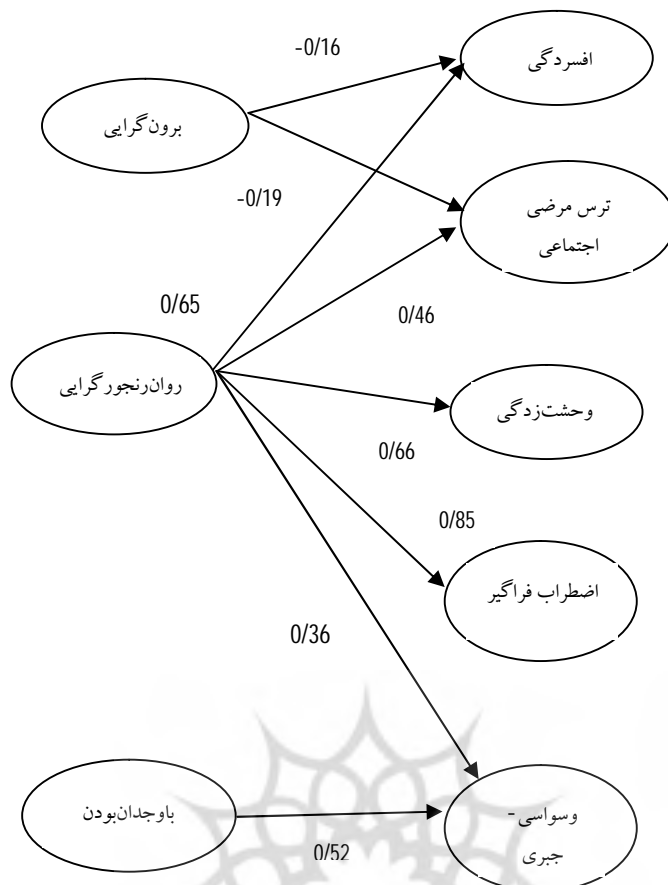 -0/16
افسردگی
برون‌گرایی
ترس مرضی
اجتماعی
-0/19
0/65
0/46
روان‌رنجورگرایی
وحشت‌زدگی
0/66
0/85
اضطراب فراگیر
0/36
باوجدان‌بودن
وسواسی-
جبری
0/52